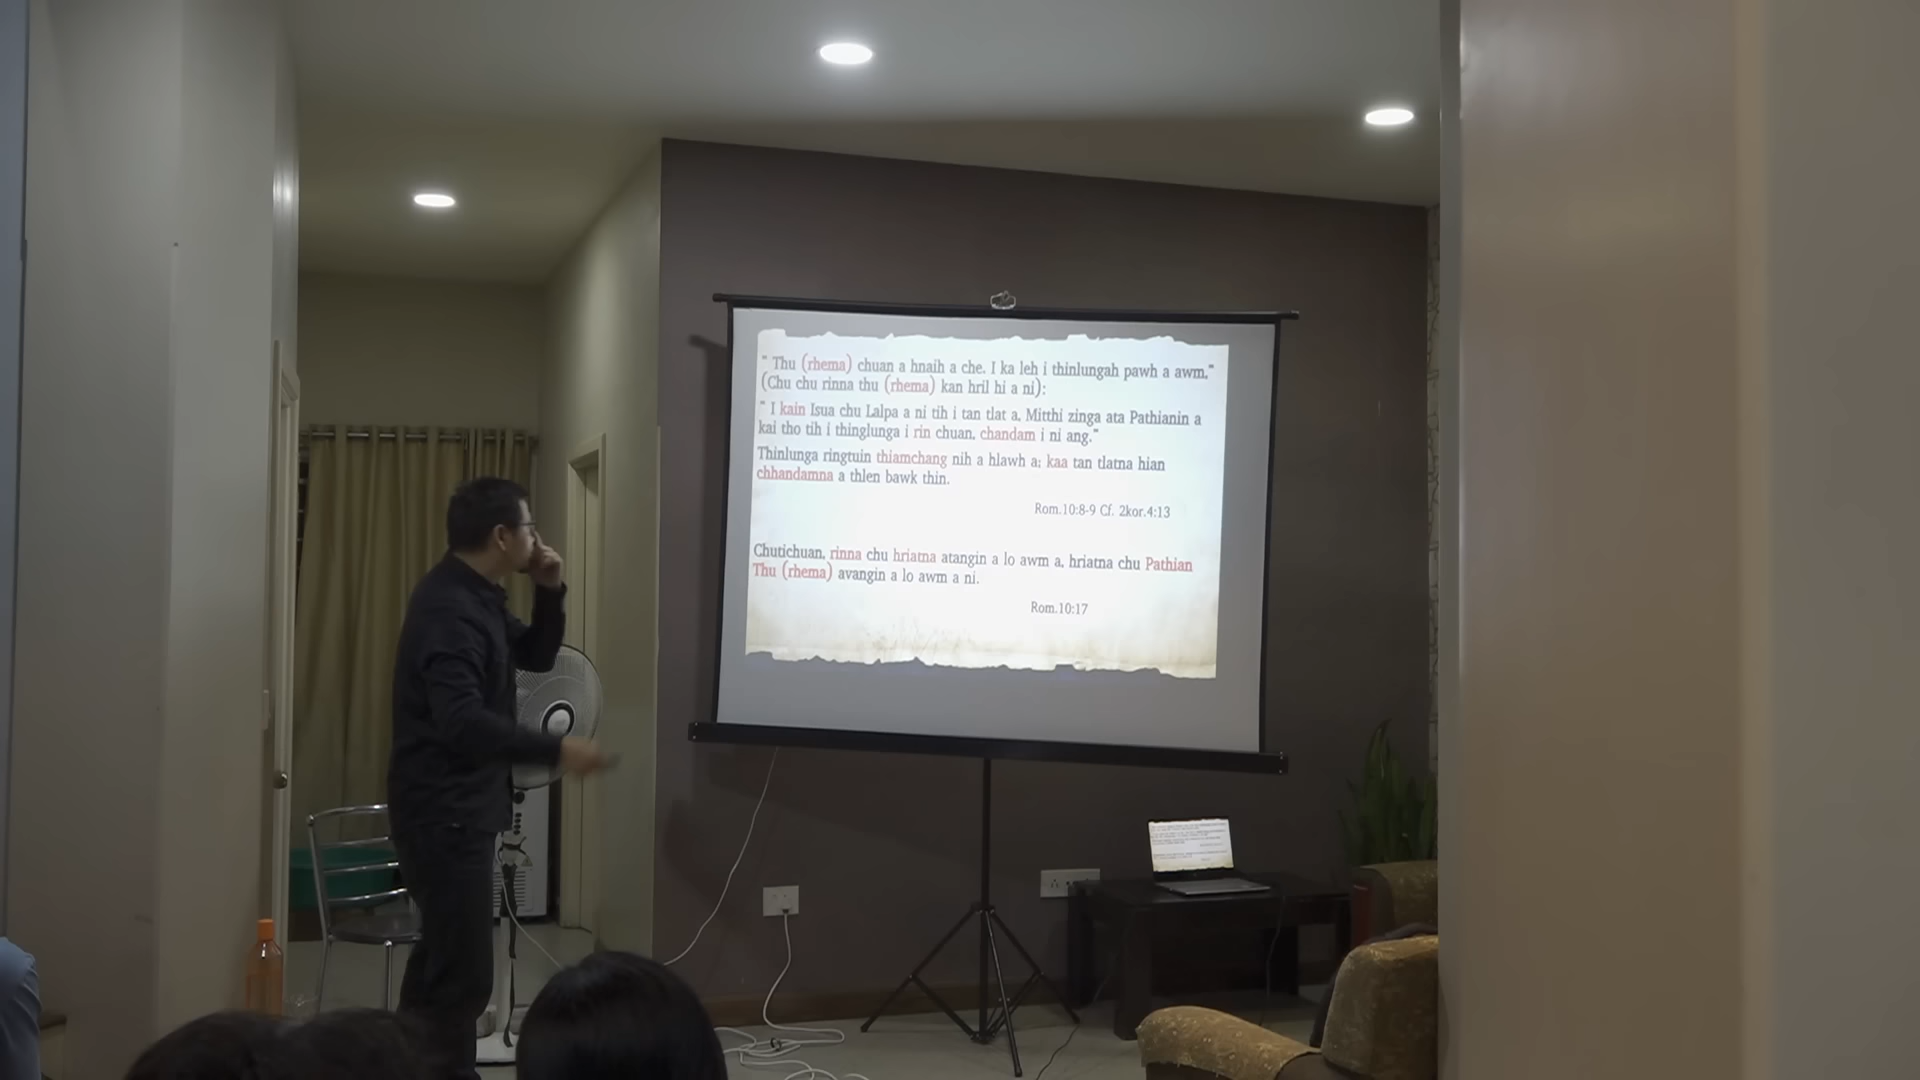 " Thu (rhema) chuan a hnaih a che. I ka leh i thinlungah pawh a awm."
(Chu chu rinna thu (rhema) kan hril hi a ni):
" I kain Isua chu Lalpa a ni tih i tan tlat a, Mitthi zinga ata Pathianin a
kai tho tih i thinglunga i rin chuan, chandam i ni ang."
Thinlunga ringtuin thiamchang nih a hlawh a; kaa tan tlatna hian
chhandamna a thlen bawk thin.
Rom.10:8-9 Cf. 2kor.4:13
Chutichuan, rinna chu hriatna atangin a lo awm a, hriatna chu Pathian
Thu (rhema) avangin a lo awm a ni.
Rom.10:17